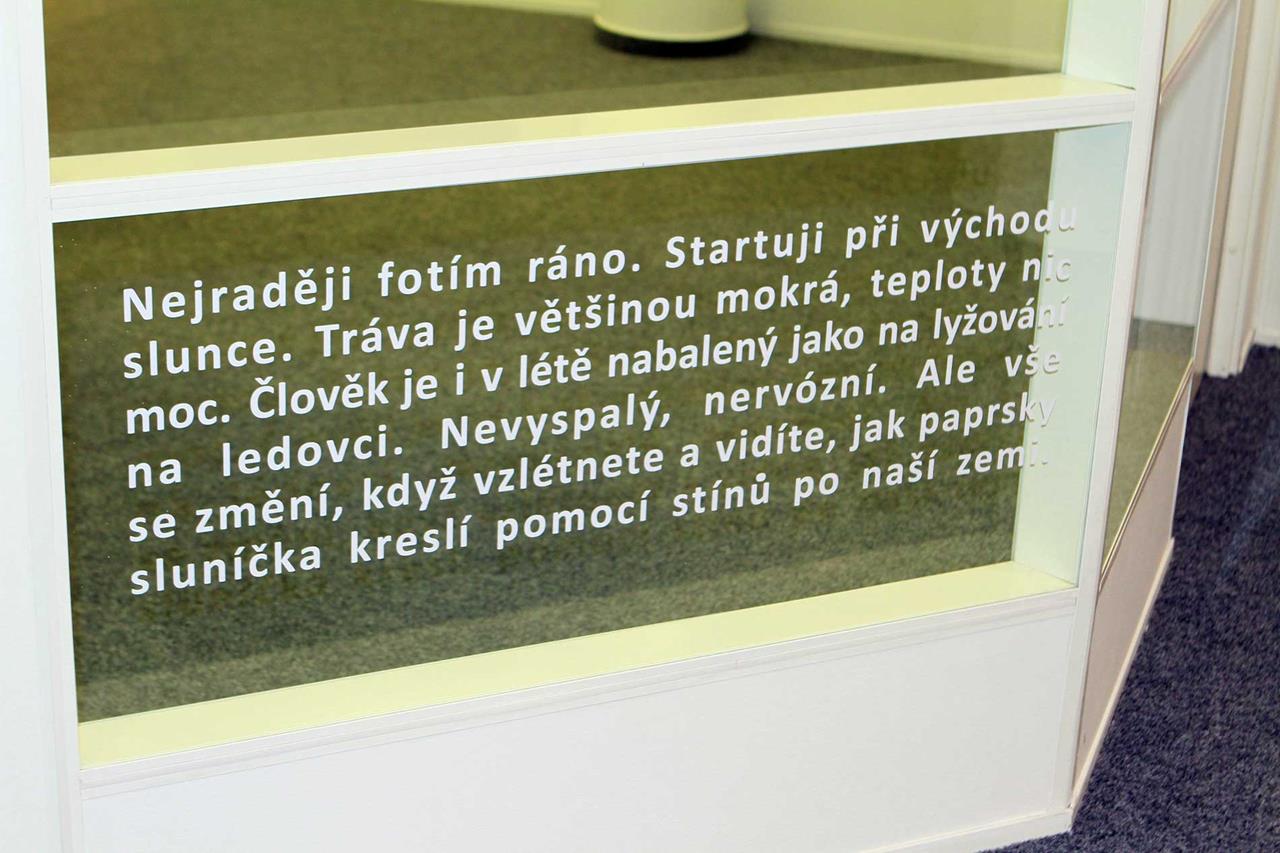 Nejraději fotím ráno. Startuji při východu
slunce. Tráva je většinou mokrá, teploty nic
moc. Člověk je i v létě nabalený jako na lyžování
na ledovci. Nevyspalý, nervózní. Ale vše
se změní, když vzlétnete a vidíte, jak paprsky
sluníčka kreslí pomocí stínů po naší zemi.